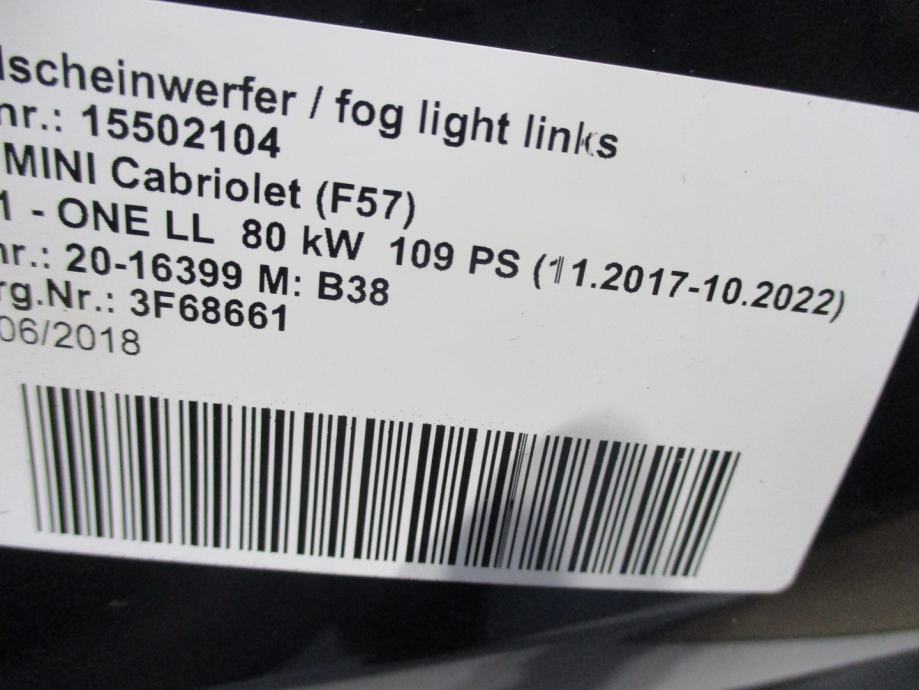 lscheinwerfer / fog light links
nr.: 15502104
MINI Cabriolet (F57)
1 - ONE LL 80 kW 109 PS (11.2017-10.2022)
nr.: 20-16399 M: B38
rg.Nr.: 3F68661
06/2018